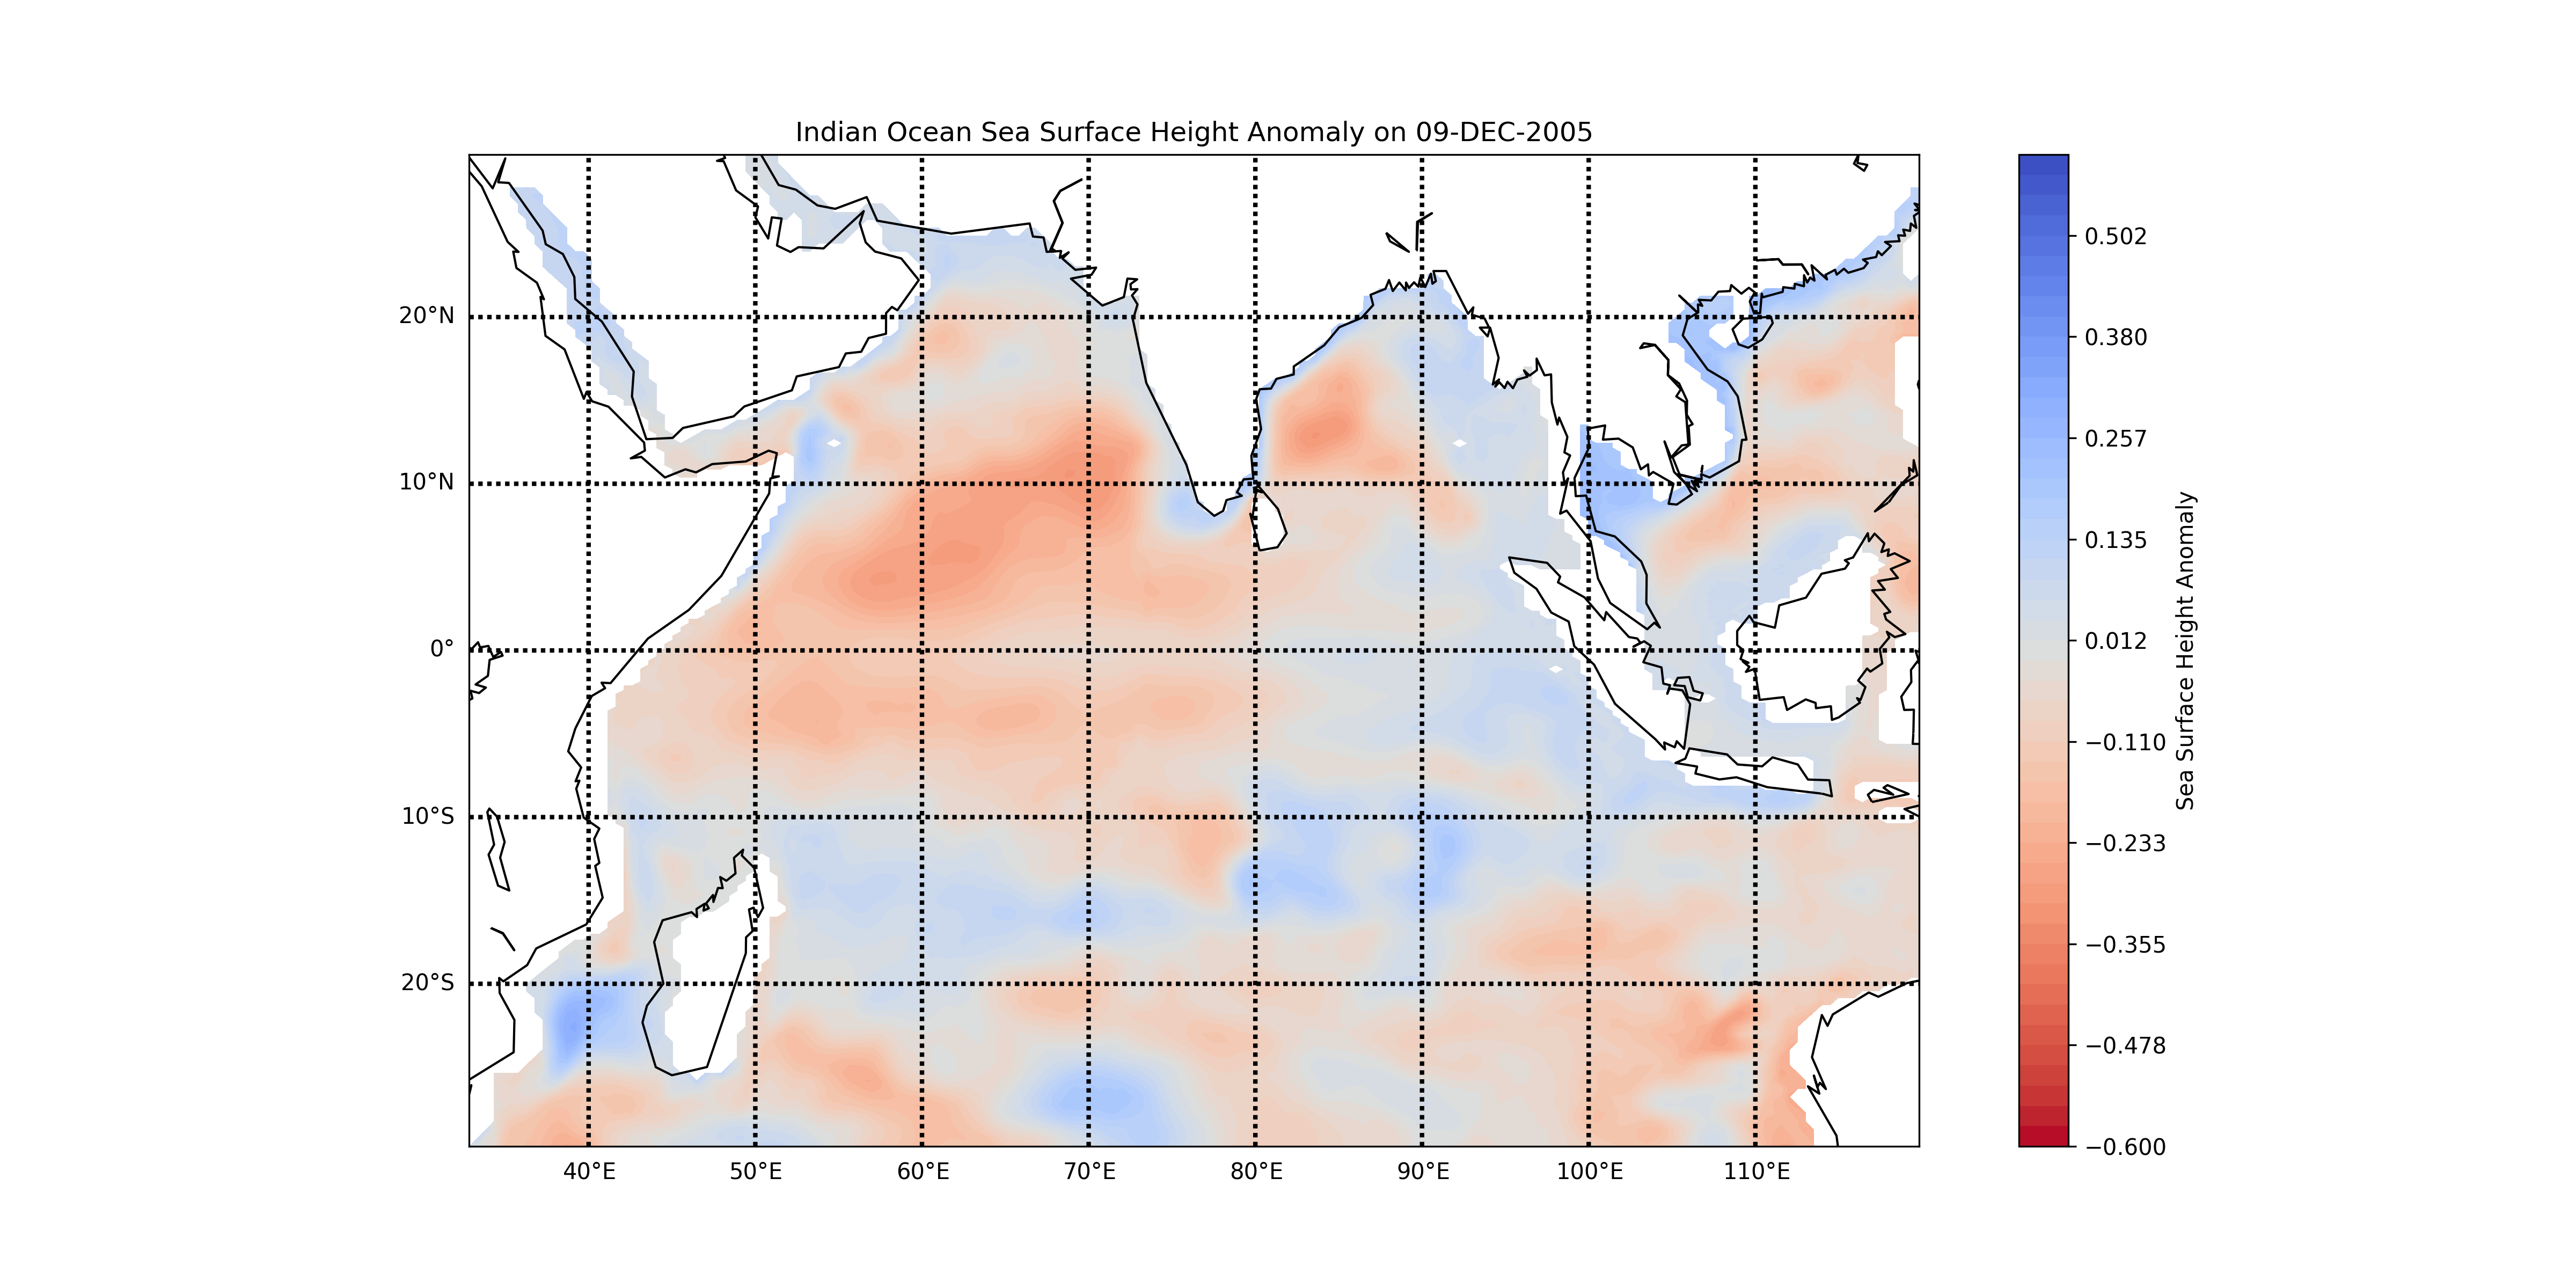 Indian Ocean Sea Surface Height Anomaly on 09-DEC-2005
20°N
10°N
0°
10°S
20°S
40°E
50°E
60°E
70°E
80°E
90°E
100°E
110°E
0.502
0.380
0.257
0.135
0.012
−0.110
−0.233
−0.355
−0.478
−0.600
Sea Surface Height Anomaly